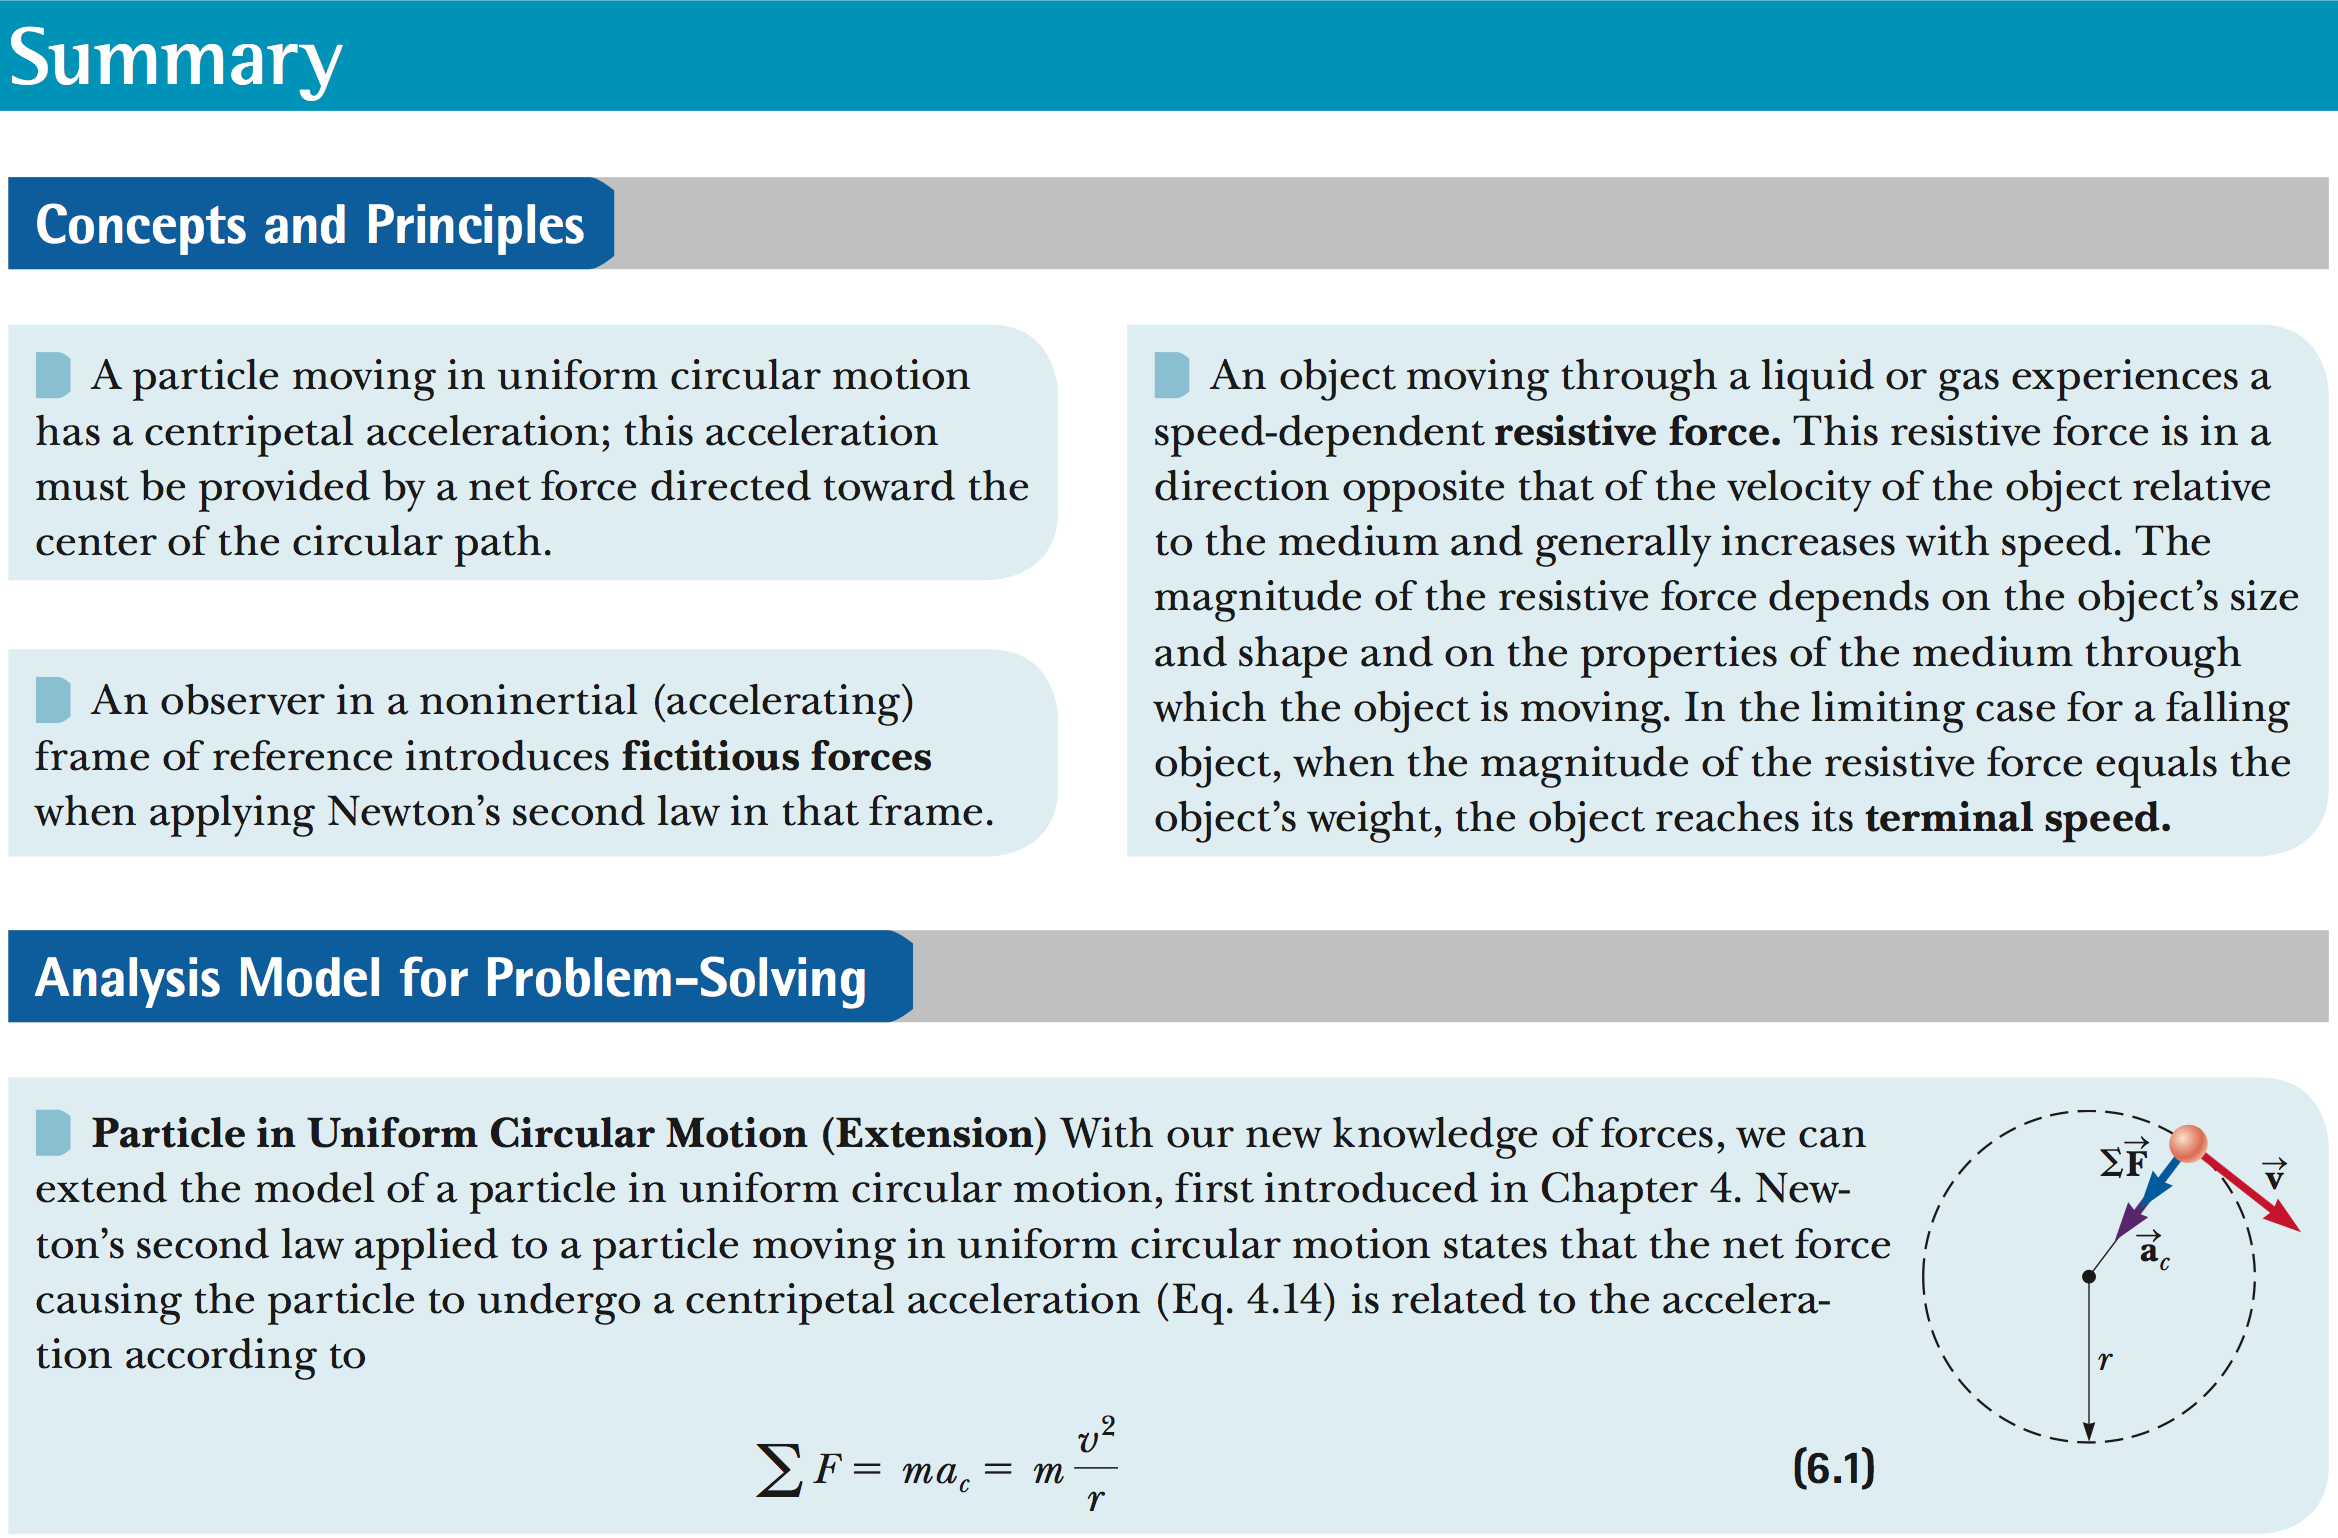 Summary
Concepts and Principles
A particle moving in uniform circular motion
has a centripetal acceleration; this acceleration
must be provided by a net force directed toward the
center of the circular path.
An observer in a noninertial (accelerating)
frame of reference introduces fictitious forces
when applying Newton’s second law in that frame.
An object moving through a liquid or gas experiences a
speed-dependent resistive force. This resistive force is in a
direction opposite that of the velocity of the object relative
to the medium and generally increases with speed. The
magnitude of the resistive force depends on the object’s size
and shape and on the properties of the medium through
which the object is moving. In the limiting case for a falling
object, when the magnitude of the resistive force equals the
object’s weight, the object reaches its terminal speed.
Analysis Model for Problem-Solving
Particle in Uniform Circular Motion (Extension) With our new knowledge of forces, we can
extend the model of a particle in uniform circular motion, first introduced in Chapter 4. New-
ton’s second law applied to a particle moving in uniform circular motion states that the net force
causing the particle to undergo a centripetal acceleration (Eq. 4.14) is related to the accelera-
tion according to
∑ F = ma_c = m v²/r (6.1)
ΣF⃗
v⃗
a⃗_c
r